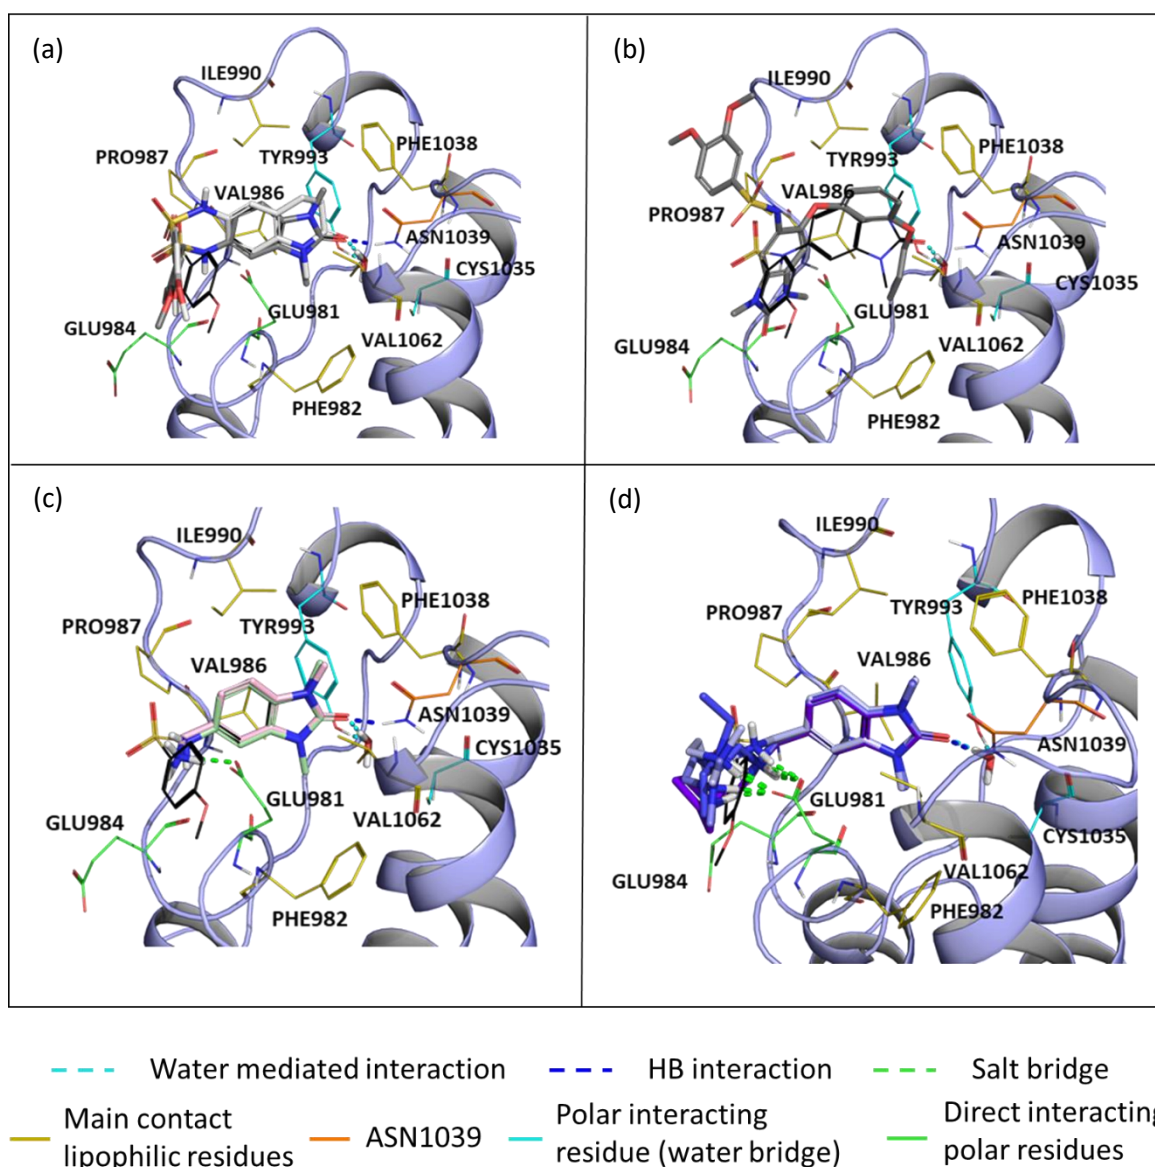 (a)
ILE990
PRO987
TYR993
PHE1038
VAL986
ASN1039
CYS1035
GLU984
GLU981
VAL1062
PHE982
(b)
ILE990
PHE1038
TYR993
VAL986
PRO987
ASN1039
CYS1035
GLU981
GLU984
VAL1062
PHE982
(c)
ILE990
PHE1038
PRO987
TYR993
VAL986
ASN1039
CYS1035
GLU981
GLU984
VAL1062
PHE982
(d)
ILE990
PRO987
TYR993
PHE1038
VAL986
ASN1039
GLU981
CYS1035
GLU984
VAL1062
PHE982
Water mediated interaction
HB interaction
Salt bridge
Main contact
lipophilic residues
ASN1039
Polar interacting
residue (water bridge)
Direct interacting
polar residues